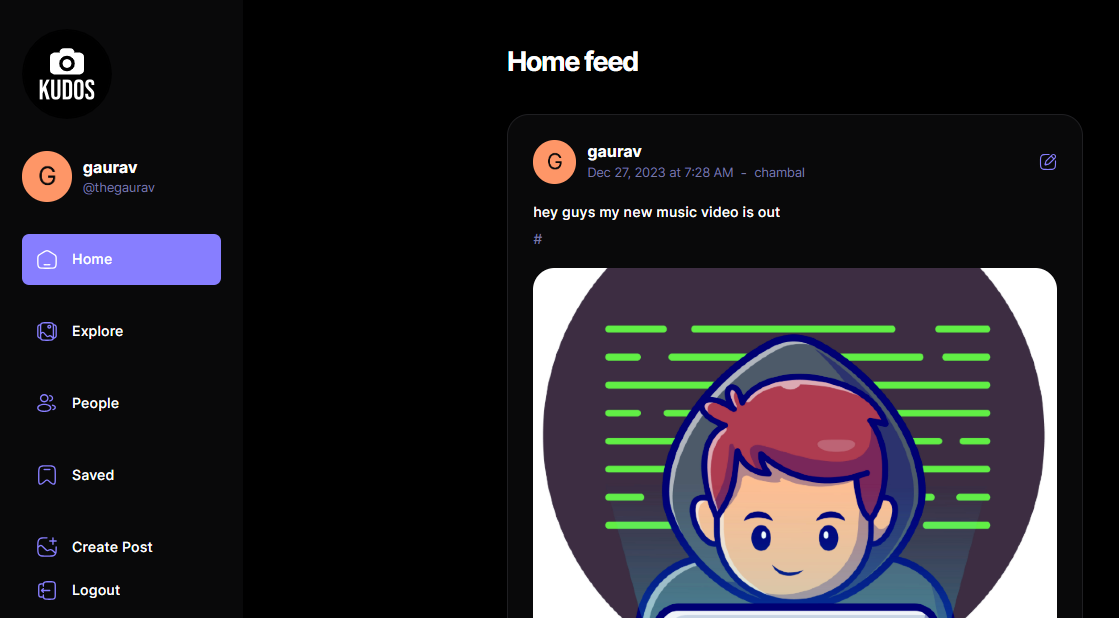 KUDOS
G
gaurav
@thegaurav
Home
Explore
People
Saved
Create Post
Logout
Home feed
G
gaurav
Dec 27, 2023 at 7:28 AM - chambal
hey guys my new music video is out
#